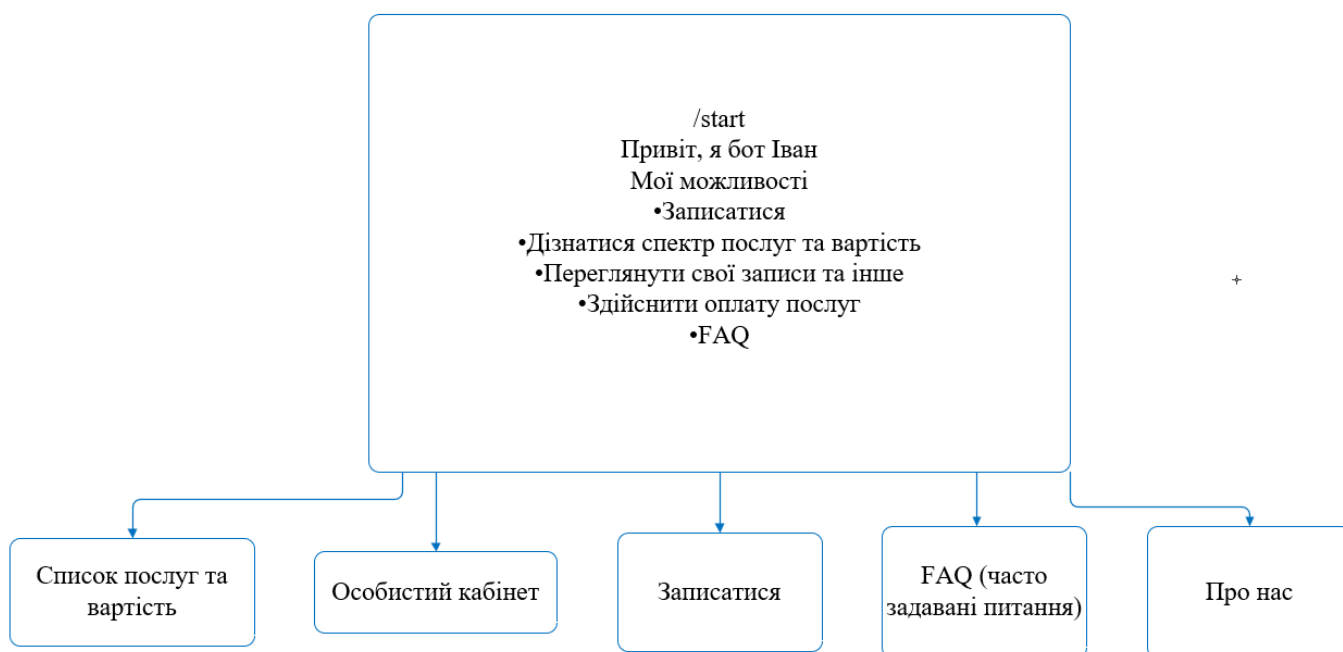 /start
Привіт, я бот Іван
Мої можливості
•Записатися
•Дізнатися спектр послуг та вартість
•Переглянути свої записи та інше
•Здійснити оплату послуг
•FAQ
Список послуг та
вартість
Особистий кабінет
Записатися
FAQ (часто
задавані питання)
Про нас